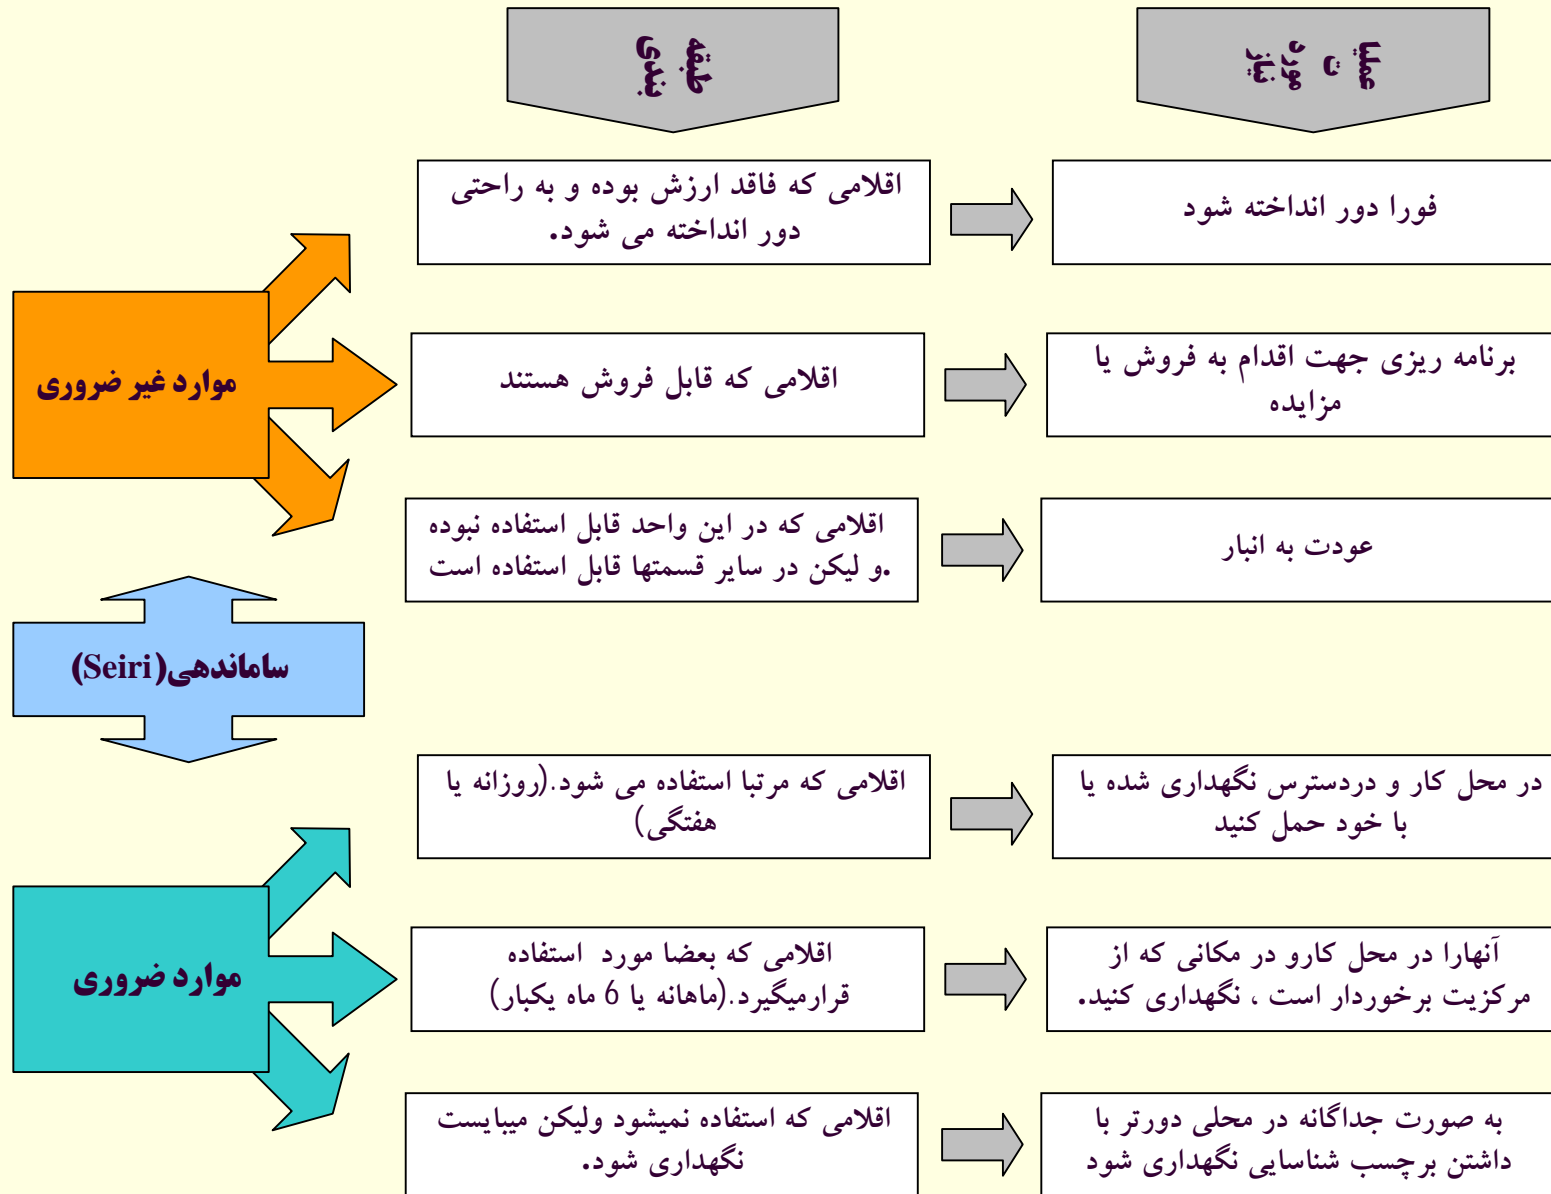 طبقه
بندی
عملیا
ت
مورد
نیاز
اقلامی که فاقد ارزش بوده و به راحتی
دور انداخته می شود.
فورا دور انداخته شود
موارد غیر ضروری
اقلامی که قابل فروش هستند
برنامه ریزی جهت اقدام به فروش یا
مزایده
اقلامی که در این واحد قابل استفاده نبوده
.و لیکن در سایر قسمتها قابل استفاده است
عودت به انبار
ساماندهی(Seiri)
اقلامی که مرتبا استفاده می شود.(روزانه یا
هفتگی)
در محل کار و دردسترس نگهداری شده یا
با خود حمل کنید
موارد ضروری
اقلامی که بعضا مورد استفاده
قرارمیگیرد.(ماهانه یا 6 ماه یکبار)
آنهارا در محل کارو در مکانی که از
مرکزیت برخوردار است ، نگهداری کنید.
اقلامی که استفاده نمیشود ولیکن میبایست
نگهداری شود.
به صورت جداگانه در محلی دورتر با
داشتن برچسب شناسایی نگهداری شود